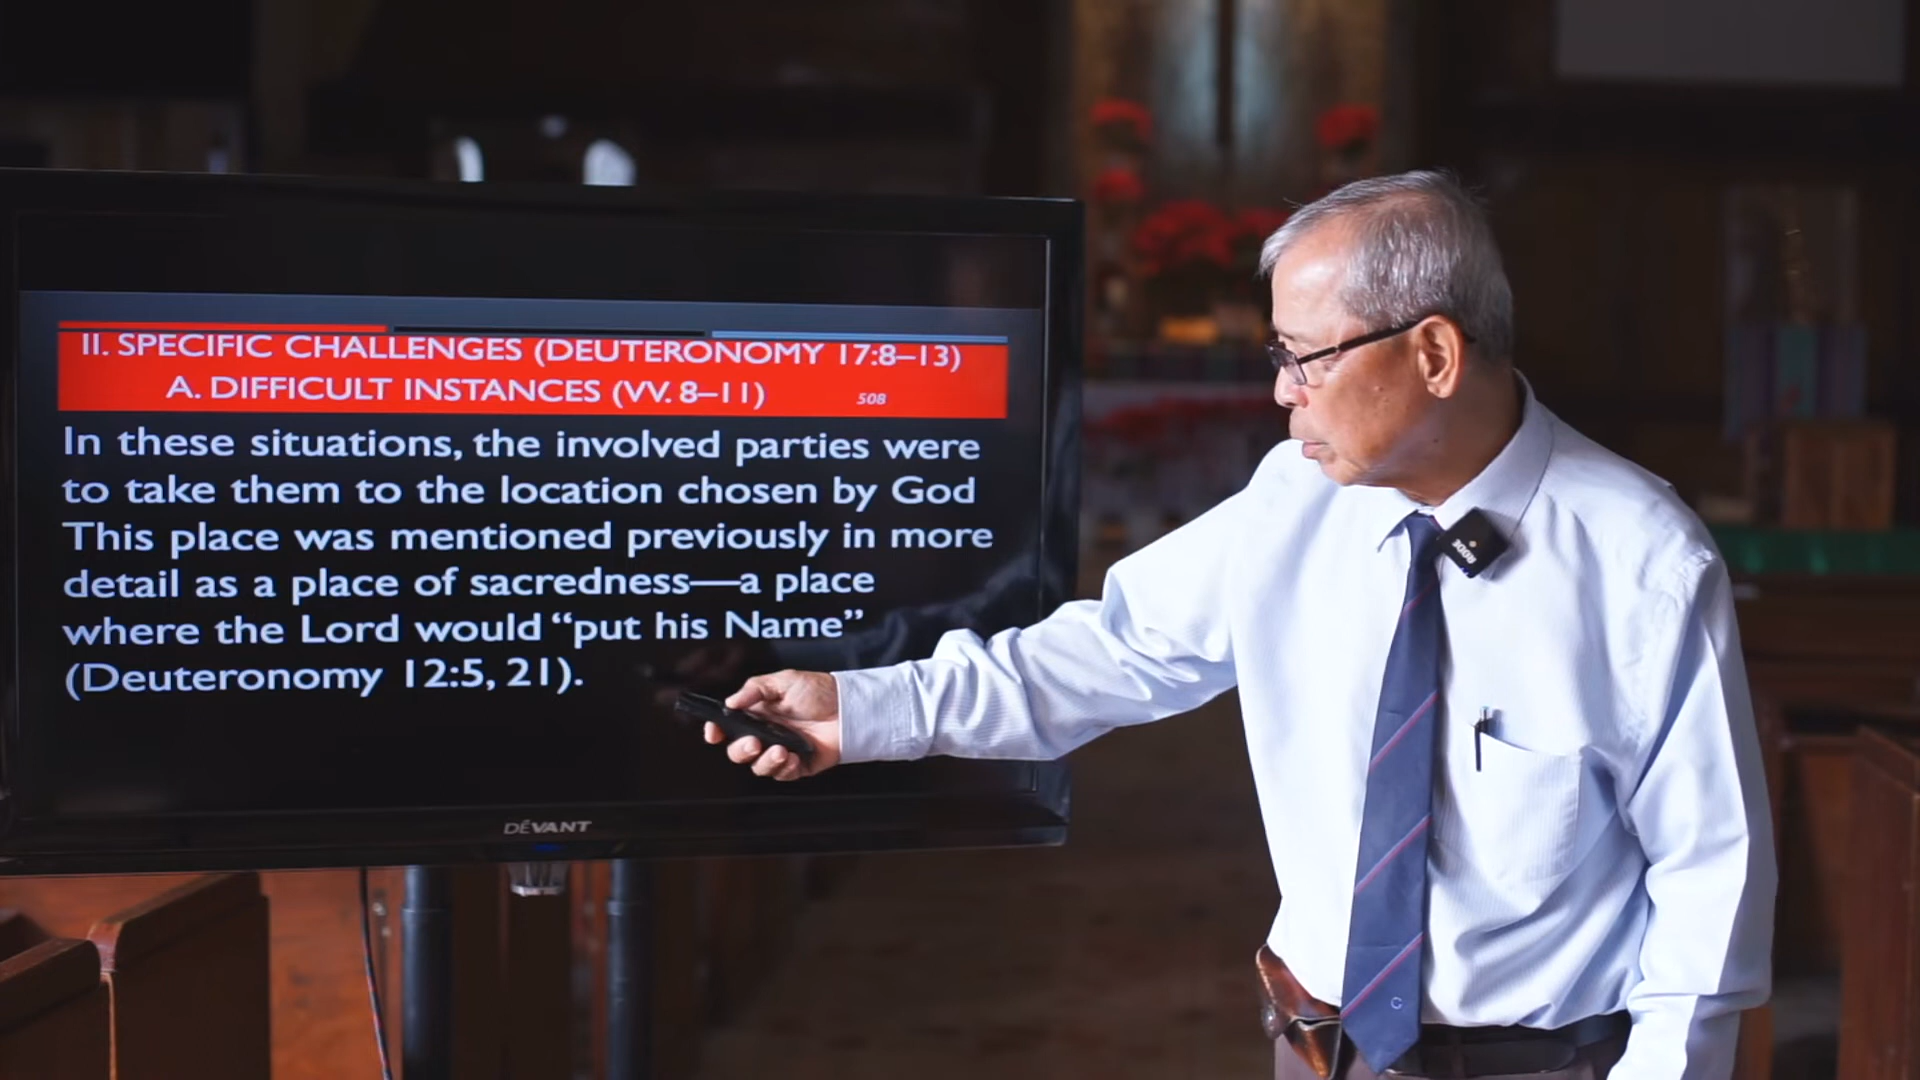 II. SPECIFIC CHALLENGES (DEUTERONOMY 17:8–13)
A. DIFFICULT INSTANCES (VV. 8–11) 508
In these situations, the involved parties were
to take them to the location chosen by God
This place was mentioned previously in more
detail as a place of sacredness—a place
where the Lord would “put his Name”
(Deuteronomy 12:5, 21).
DEVANT
RØDE
C